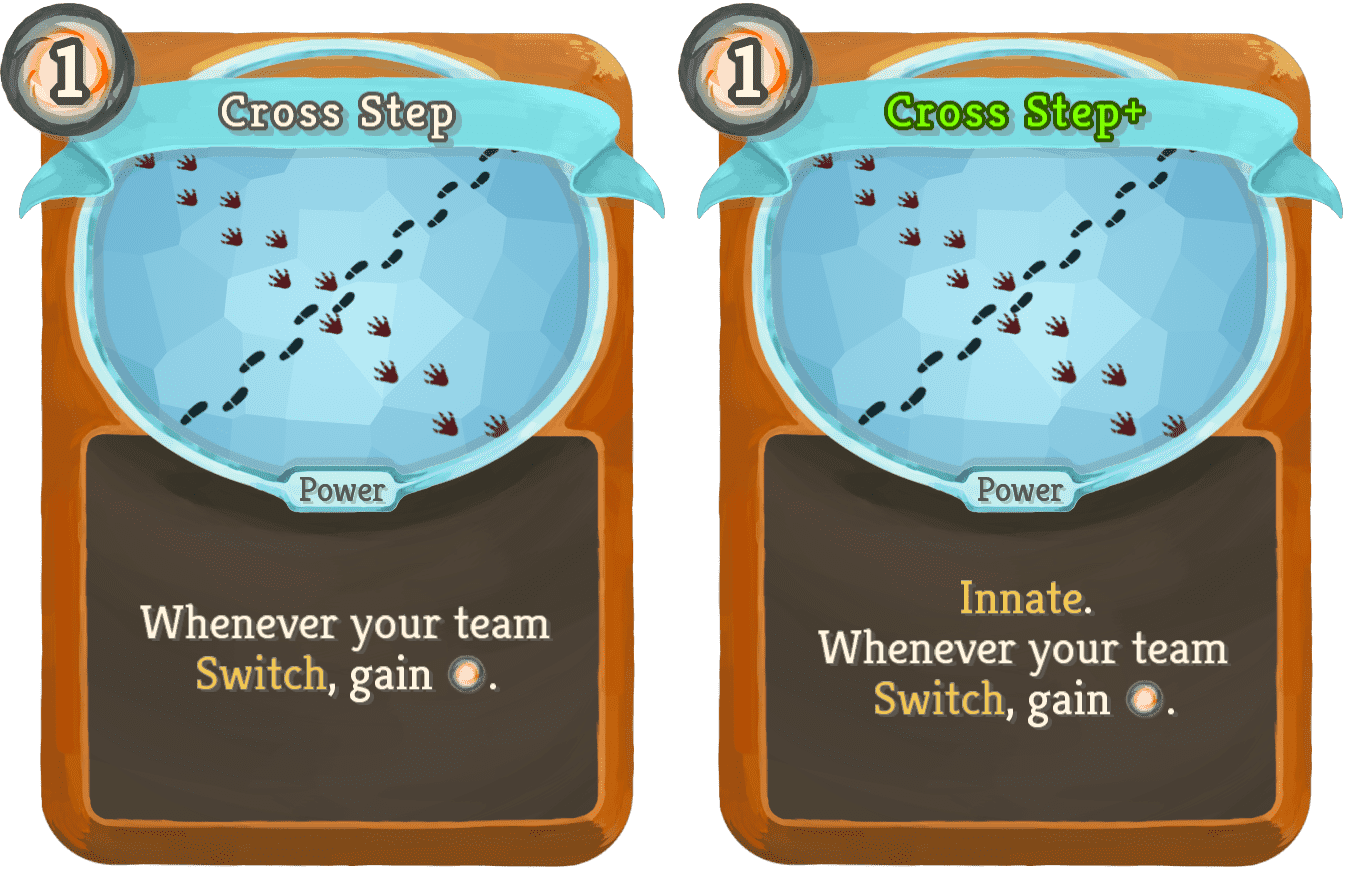 1
Cross Step
Power
Whenever your team
Switch, gain .
1
Cross Step+
Power
Innate.
Whenever your team
Switch, gain .